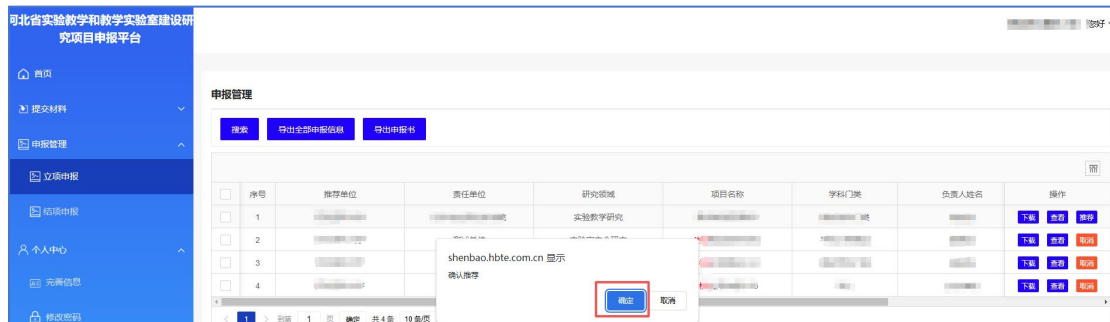 河北省实验教学和教学实验室建设研
究项目申报平台
您好
首页
提交材料
申报管理
立项申报
结项申报
个人中心
完善信息
修改密码
申报管理
搜索 导出全部申报信息 导出申报书
序号 推荐单位 责任单位 研究领域 项目名称 学科门类 负责人姓名 操作
1 实验教学研究 下载 查看 推荐
2 下载 查看 取消
3 下载 查看 取消
4 下载 查看 取消
shenbao.hbte.com.cn 显示
确认推荐
确定 取消
1 到第 1 页 确定 共 4 条 10 条/页